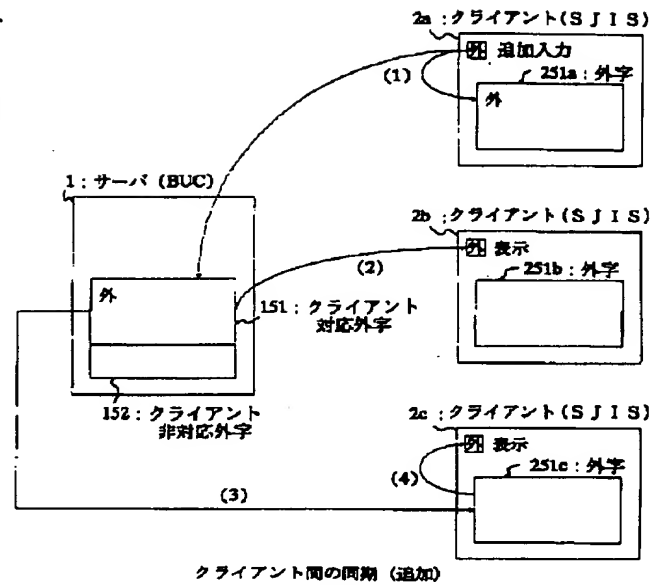 2a : クライアント(ＳＪＩＳ)
外 追加入力
(1)
251a : 外字
外
1 : サーバ (BUC)
2b : クライアント(ＳＪＩＳ)
外 表示
(2)
251b : 外字
外
151 : クライアント
対応外字
152 : クライアント
非対応外字
2c : クライアント(ＳＪＩＳ)
外 表示
251c : 外字
(4)
(3)
クライアント間の同期 (追加)